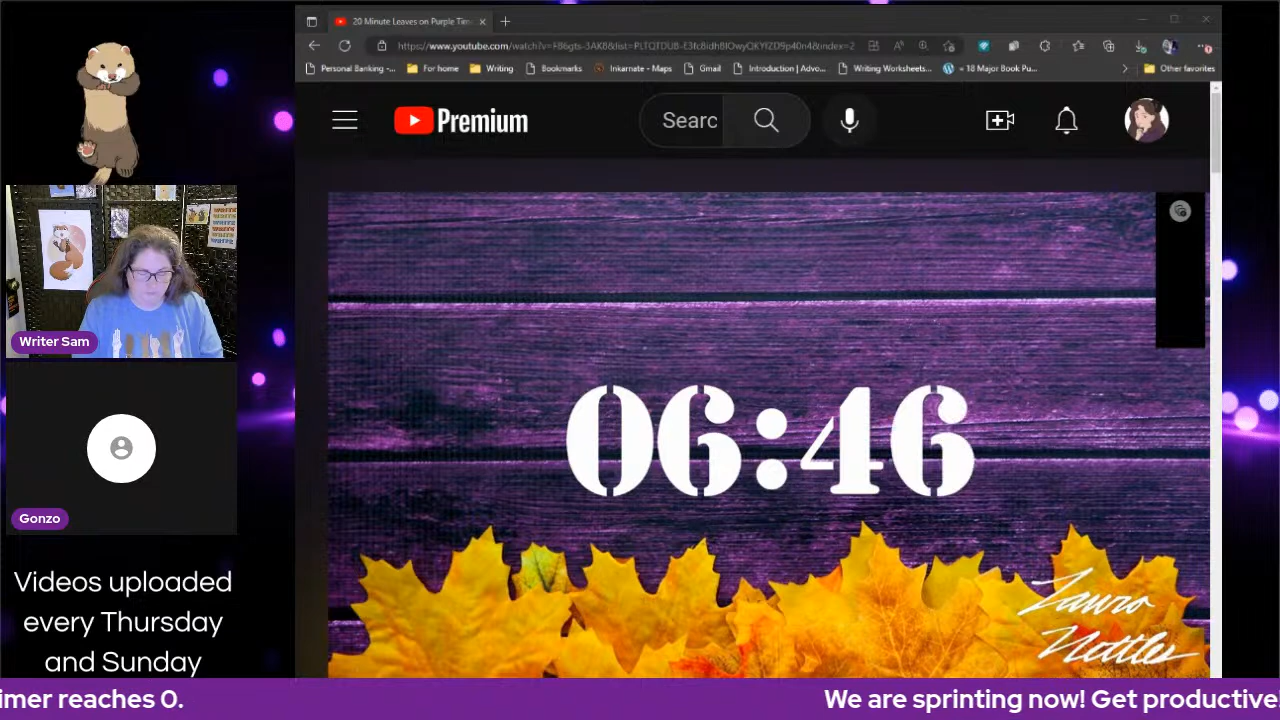 20 Minute Leaves on Purple Tim
Personal Banking -...
For home
Writing
Bookmarks
Inkarnate - Maps
Gmail
Introduction | Advo...
Writing Worksheets...
18 Major Book Pu...
Other favorites
Premium
Searc
06:46
Laura
Nettles
Writer Sam
Gonzo
Videos uploaded
every Thursday
and Sunday
imer reaches 0.
We are sprinting now! Get productive